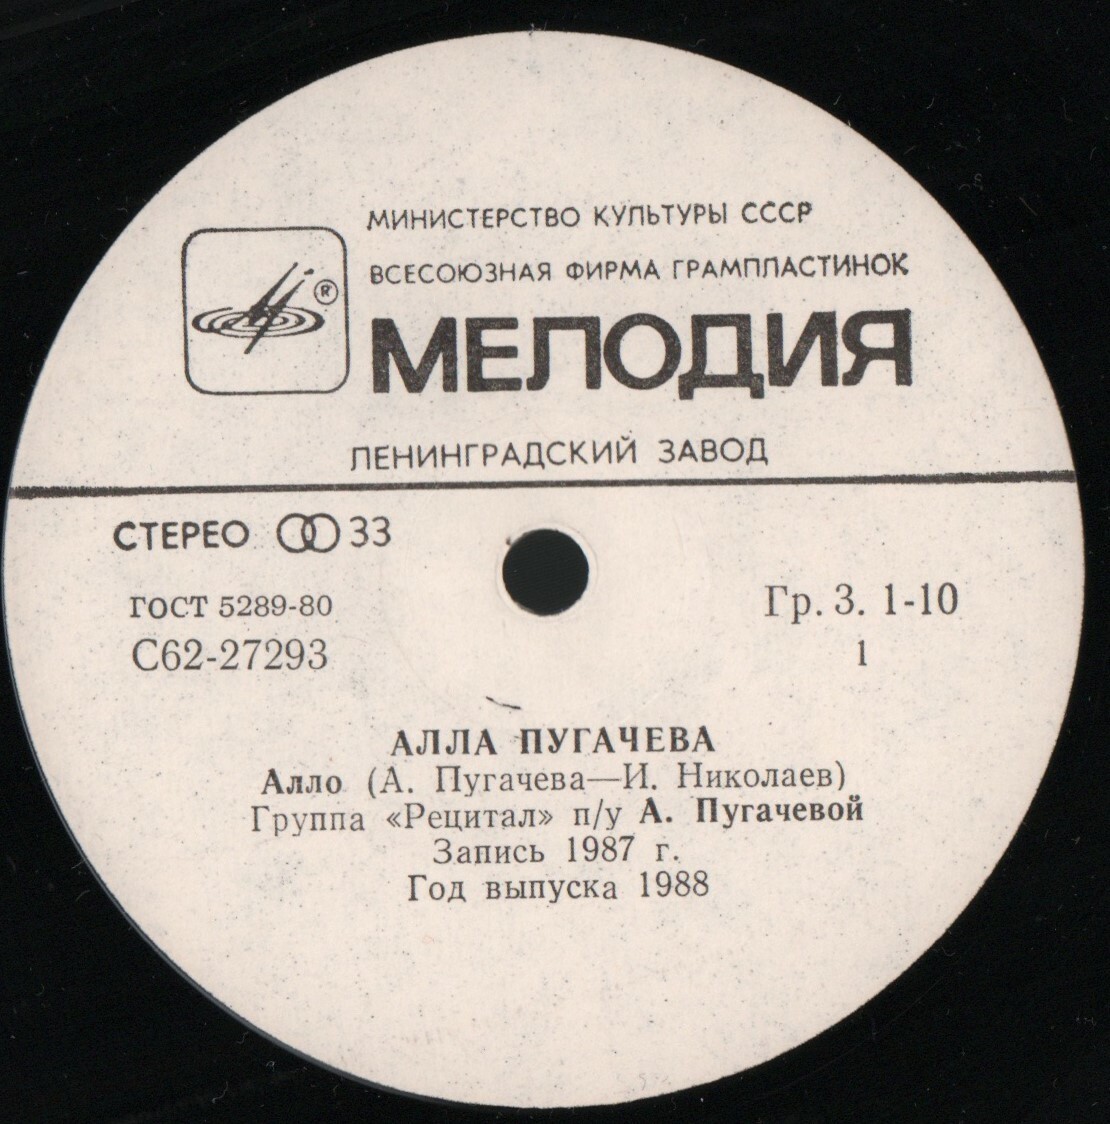 МИНИСТЕРСТВО КУЛЬТУРЫ СССР
ВСЕСОЮЗНАЯ ФИРМА ГРАМПЛАСТИНОК
®
МЕЛОДИЯ
ЛЕНИНГРАДСКИЙ ЗАВОД
СТЕРЕО 33
ГОСТ 5289-80
Гр. 3. 1-10
С62-27293
1
АЛЛА ПУГАЧЕВА
Алло (А. Пугачева—И. Николаев)
Группа «Рецитал» п/у А. Пугачевой
Запись 1987 г.
Год выпуска 1988